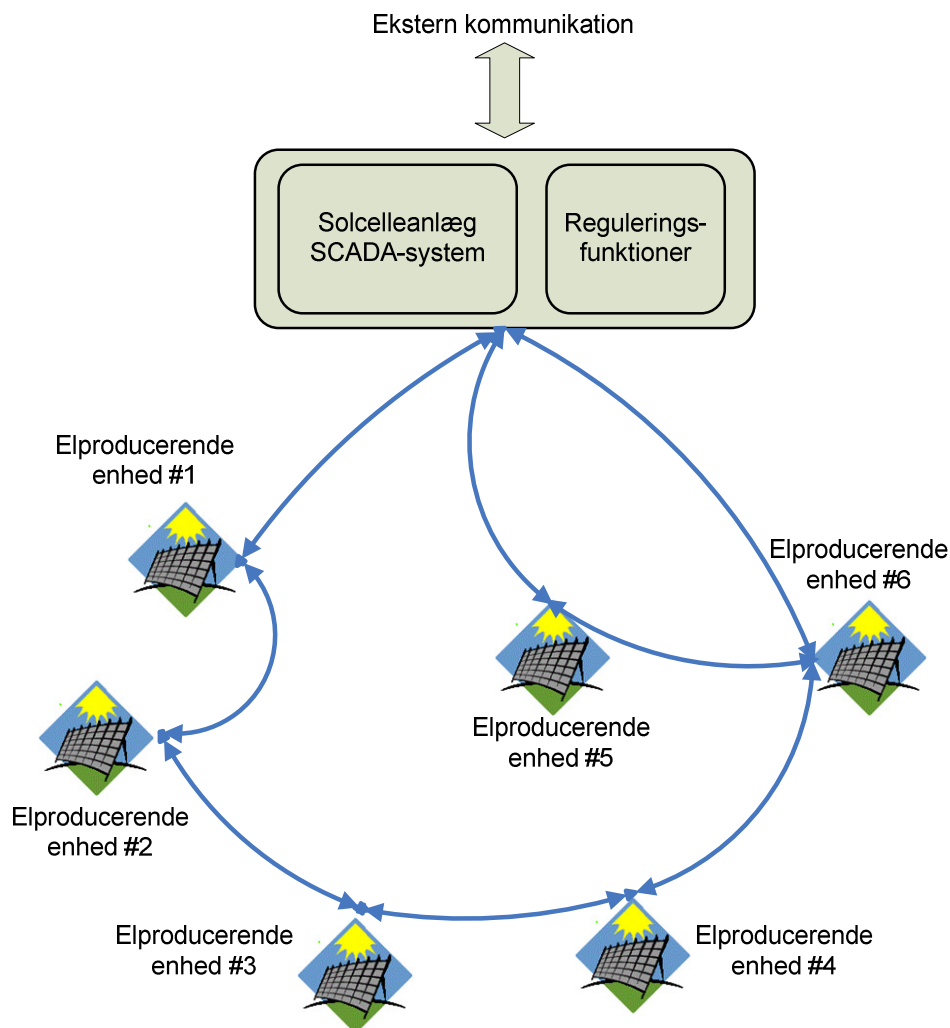 Ekstern kommunikation
Solcelleanlæg
SCADA-system
Regulerings-
funktioner
Elproducerende
enhed #1
Elproducerende
enhed #6
Elproducerende
enhed #5
Elproducerende
enhed #2
Elproducerende
enhed #3
Elproducerende
enhed #4